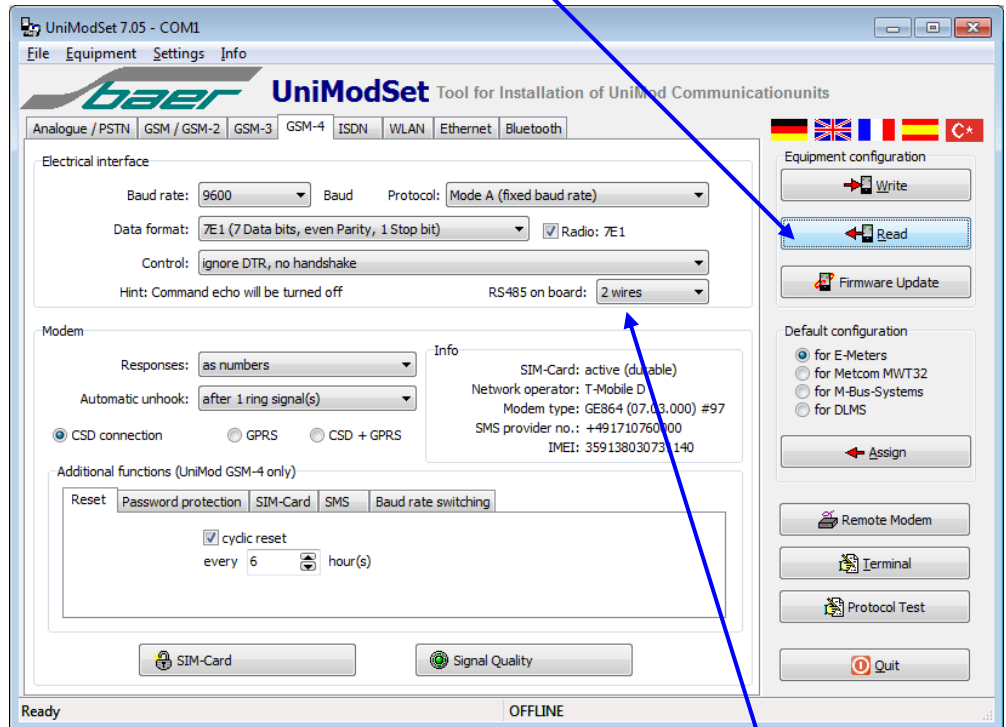 UniModSet 7.05 - COM1
File Equipment Settings Info
baer UniModSet Tool for Installation of UniMod Communicationunits
Analogue / PSTN GSM / GSM-2 GSM-3 GSM-4 ISDN WLAN Ethernet Bluetooth
Electrical interface
Baud rate: 9600 Baud Protocol: Mode A (fixed baud rate)
Data format: 7E1 (7 Data bits, even Parity, 1 Stop bit) Radio: 7E1
Control: ignore DTR, no handshake
Hint: Command echo will be turned off RS485 on board: 2 wires
Modem
Responses: as numbers
Automatic unhook: after 1 ring signal(s)
CSD connection GPRS CSD + GPRS
Info
SIM-Card: active (durable)
Network operator: T-Mobile D
Modem type: GE864 (07.03.000) #97
SMS provider no.: +491710760000
IMEI:
Additional functions (UniMod GSM-4 only)
Reset Password protection SIM-Card SMS Baud rate switching
cyclic reset
every 6 hour(s)
SIM-Card Signal Quality
Equipment configuration
Write
Read
Firmware Update
Default configuration
for E-Meters
for Metcom MWT32
for M-Bus-Systems
for DLMS
Assign
Remote Modem
Terminal
Protocol Test
Quit
Ready OFFLINE